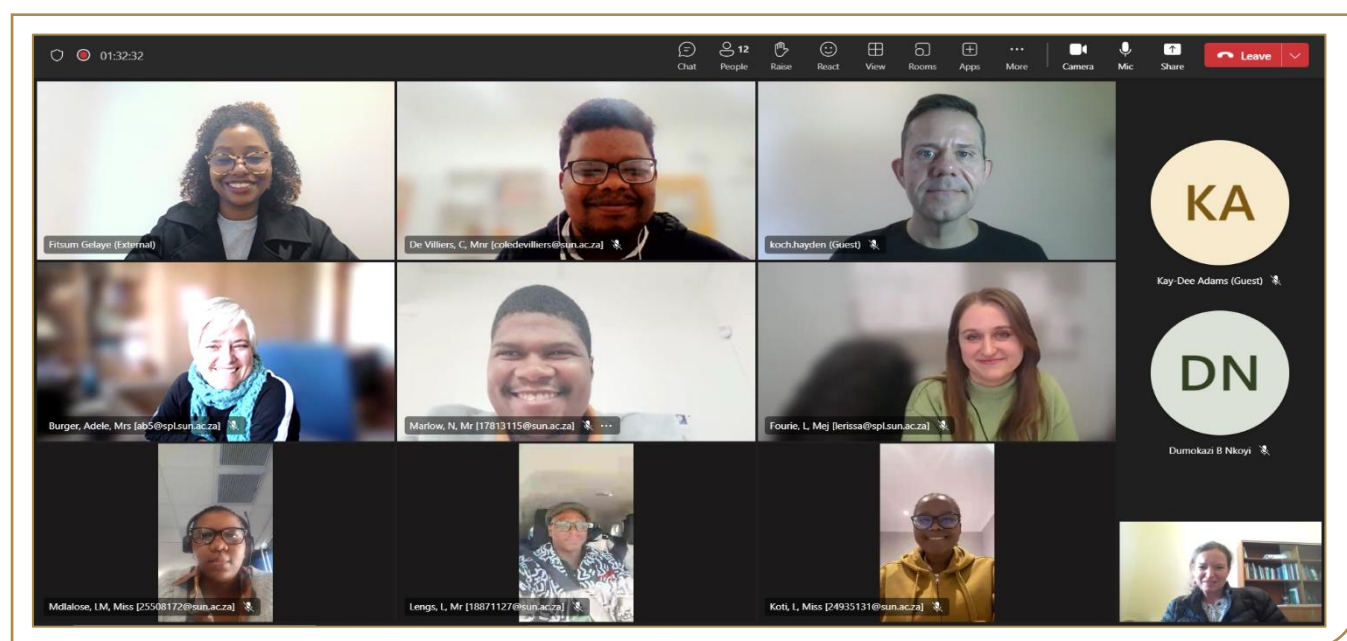 01:32:32
12
Chat People Raise React View Rooms Apps More Camera Mic Share Leave
Fitsum Gelaye (External)
De Villiers, C, Mnr [coledevilliers@sun.ac.za]
koch.hayden (Guest)
KA
Kay-Dee Adams (Guest)
Burger, Adele, Mrs [ab5@spl.sun.ac.za]
Marlow, N, Mr [17813115@sun.ac.za]
Fourie, L, Mej [lerissa@spl.sun.ac.za]
DN
Dumokazi B Nkoyi
Mdlalose, LM, Miss [25508172@sun.ac.za]
Lengs, L, Mr [18871127@sun.ac.za]
Koti, L, Miss [24935131@sun.ac.za]